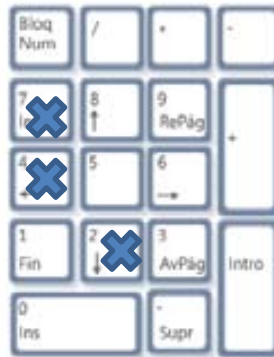 Bloq
Num
/
*
-
7
8
↑
9
RePág
+
4
5
6
→
1
Fin
2
↓
3
AvPág
Intro
0
Ins
.
Supr